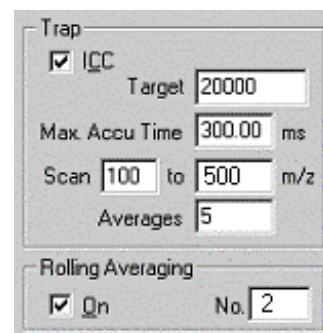 Trap
ICC
Target 20000
Max. Accu Time 300.00 ms
Scan 100 to 500 m/z
Averages 5
Rolling Averaging
On No. 2